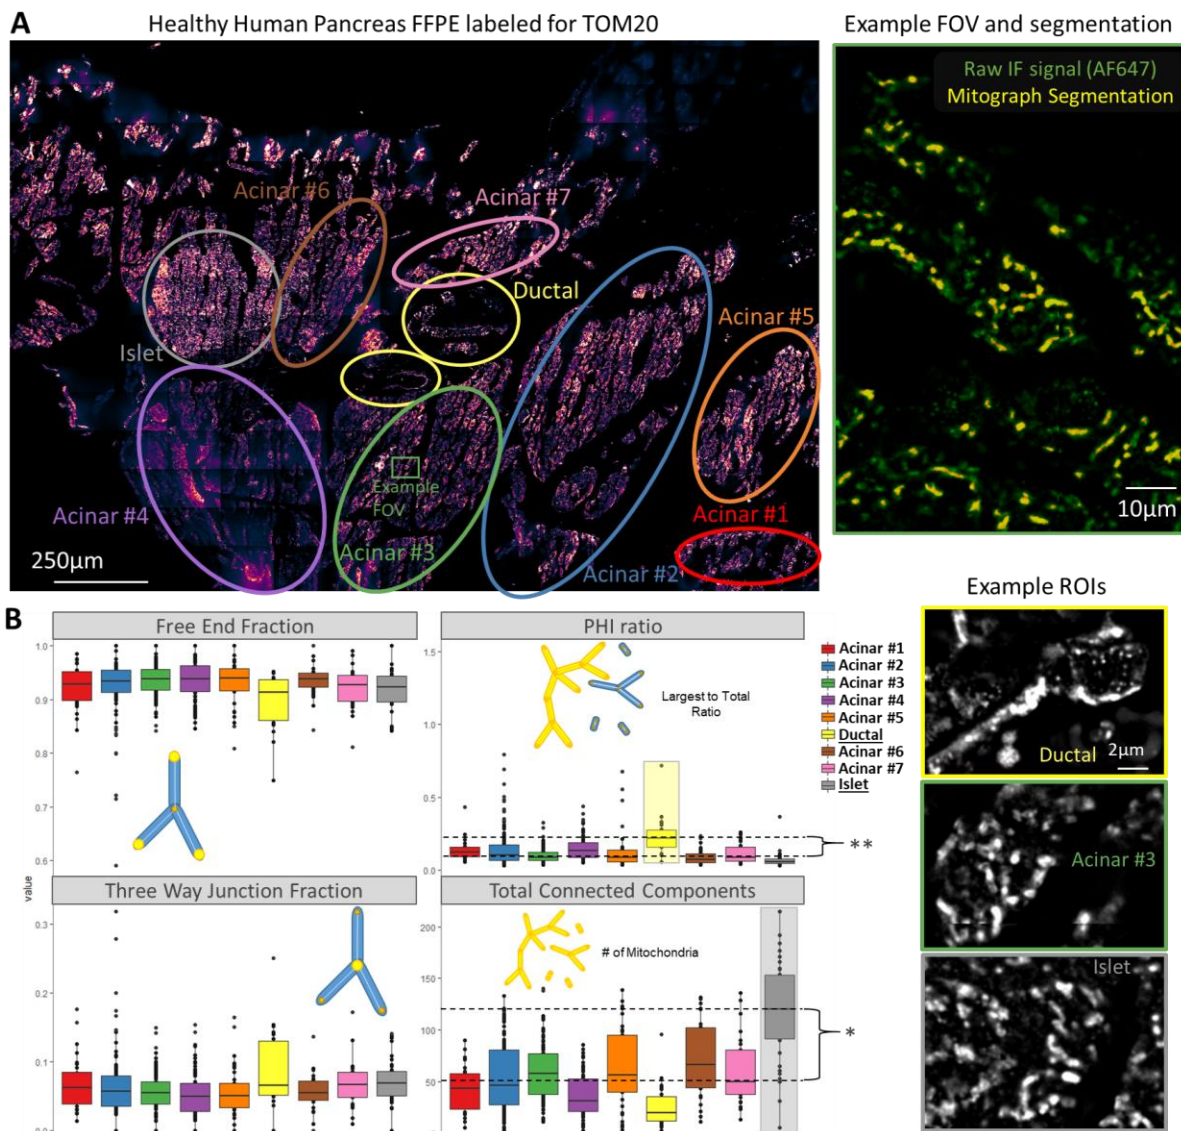 A
Healthy Human Pancreas FFPE labeled for TOM20
Example FOV and segmentation
Raw IF signal (AF647)
Mitograph Segmentation
Acinar #6
Acinar #7
Ductal
Acinar #5
Islet
Example
FOV
Acinar #4
Acinar #3
Acinar #1
Acinar #2
250µm
10µm
B
Free End Fraction
PHI ratio
Example ROIs
1.0
0.9
0.8
0.7
0.6
1.5
1.0
0.5
0.0
Largest to Total
Ratio
**
Acinar #1
Acinar #2
Acinar #3
Acinar #4
Acinar #5
Ductal
Acinar #6
Acinar #7
Islet
Ductal
2µm
value
Three Way Junction Fraction
Total Connected Components
0.3
0.2
0.1
0.0
200
150
100
50
# of Mitochondria
*
Acinar #3
Islet